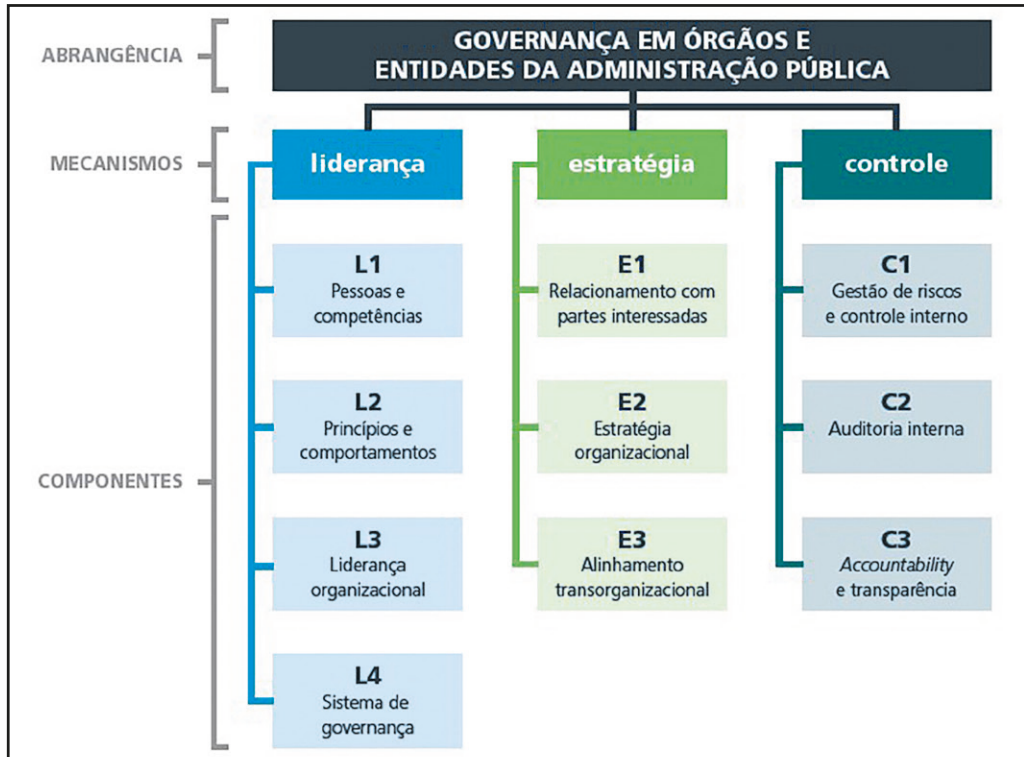 ABRANGÊNCIA
GOVERNANÇA EM ÓRGÃOS E
ENTIDADES DA ADMINISTRAÇÃO PÚBLICA
MECANISMOS
liderança
estratégia
controle
COMPONENTES
L1
Pessoas e
competências
L2
Princípios e
comportamentos
L3
Liderança
organizacional
L4
Sistema de
governança
E1
Relacionamento com
partes interessadas
E2
Estratégia
organizacional
E3
Alinhamento
transorganizacional
C1
Gestão de riscos
e controle interno
C2
Auditoria interna
C3
Accountability
e transparência